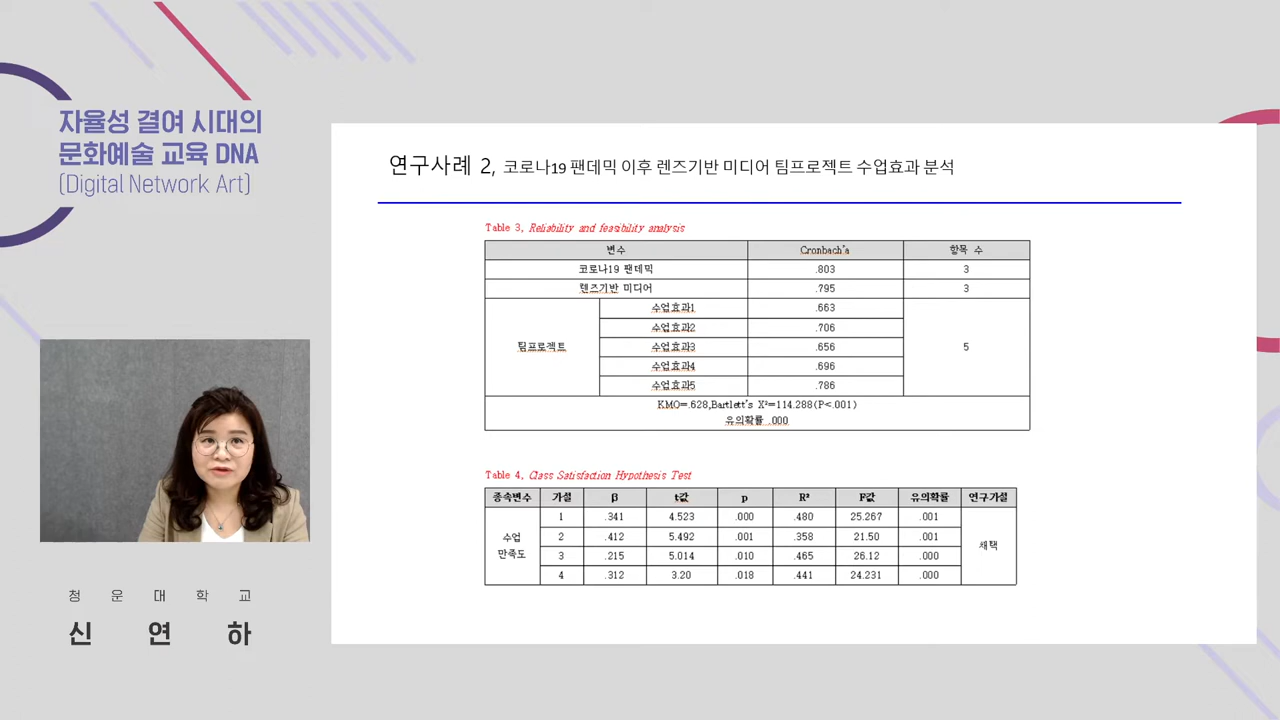 자율성 결여 시대의
문화예술 교육 DNA
(Digital Network Art)
연구사례 2, 코로나19 팬데믹 이후 렌즈기반 미디어 팀프로젝트 수업효과 분석
Table 3, Reliability and feasibility analysis
변수 Cronbach'a 항목 수
코로나19 팬데믹 .803 3
렌즈기반 미디어 .795 3
팀프로젝트 수업효과1 .663 5
수업효과2 .706
수업효과3 .656
수업효과4 .696
수업효과5 .786
KMO=.628,Bartlett's X²=114.288(P<.001)
유의확률 .000
Table 4, Class Satisfaction Hypothesis Test
종속변수 가설 β t값 p R² F값 유의확률 연구가설
수업 만족도 1 .341 4.523 .000 .480 25.267 .001 채택
2 .412 5.492 .001 .358 21.50 .001
3 .215 5.014 .010 .465 26.12 .000
4 .312 3.20 .018 .441 24.231 .000
청운대학교
신연하